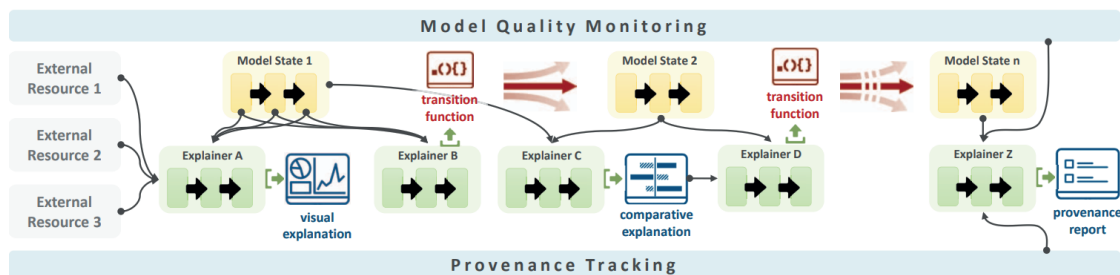 Model Quality Monitoring
External
Resource 1
External
Resource 2
External
Resource 3
Model State 1
.(){}
transition
function
Model State 2
.(){}
transition
function
Model State n
Explainer A
visual
explanation
Explainer B
Explainer C
comparative
explanation
Explainer D
Explainer Z
provenance
report
Provenance Tracking